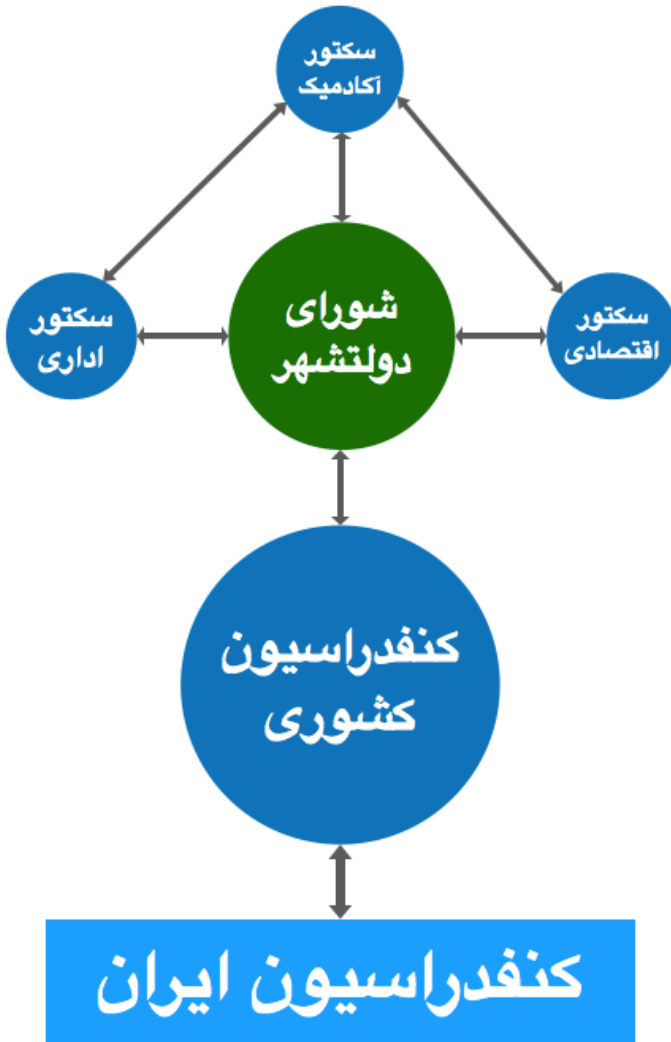 سکتور
آکادمیک
شورای
دولتشهر
سکتور
اقتصادی
سکتور
اداری
کنفدراسیون
کشوری
کنفدراسیون ایران